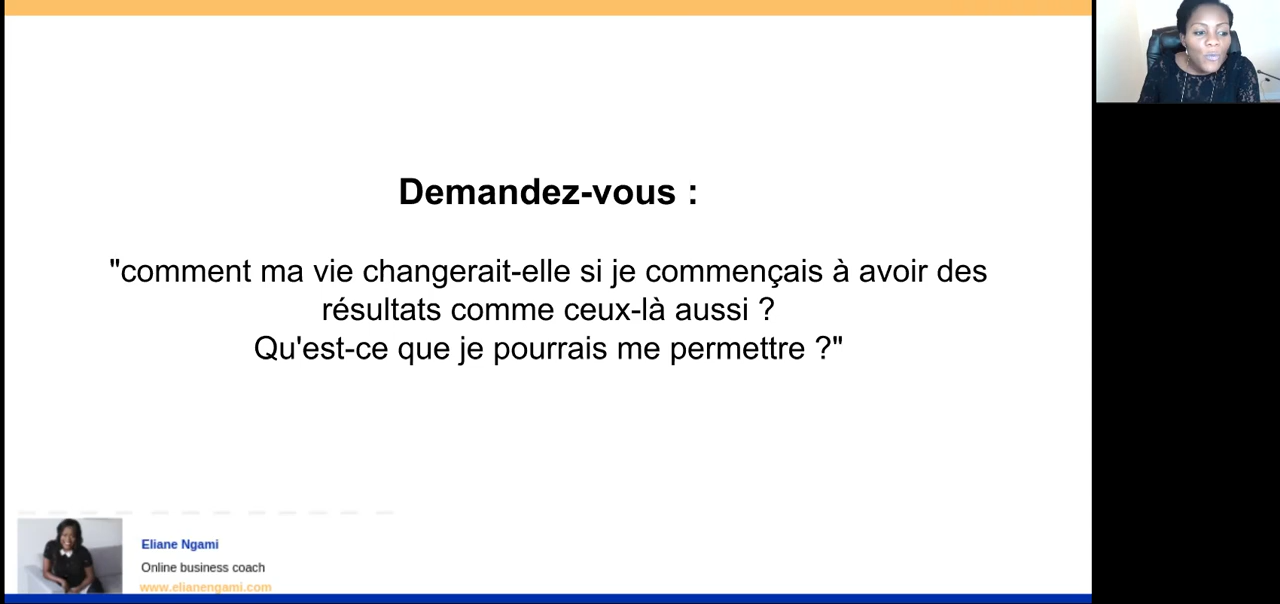 Demandez-vous :
"comment ma vie changerait-elle si je commençais à avoir des
résultats comme ceux-là aussi ?
Qu'est-ce que je pourrais me permettre ?"
Eliane Ngami
Online business coach
www.elianengami.com